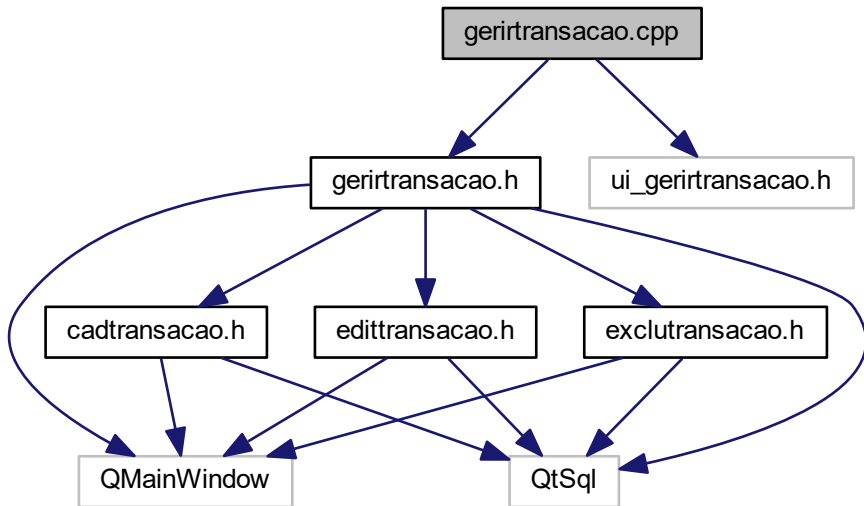 gerirtransacao.cpp
gerirtransacao.h
ui_gerirtransacao.h
cadtransacao.h
edittransacao.h
exclutransacao.h
QMainWindow
QtSql